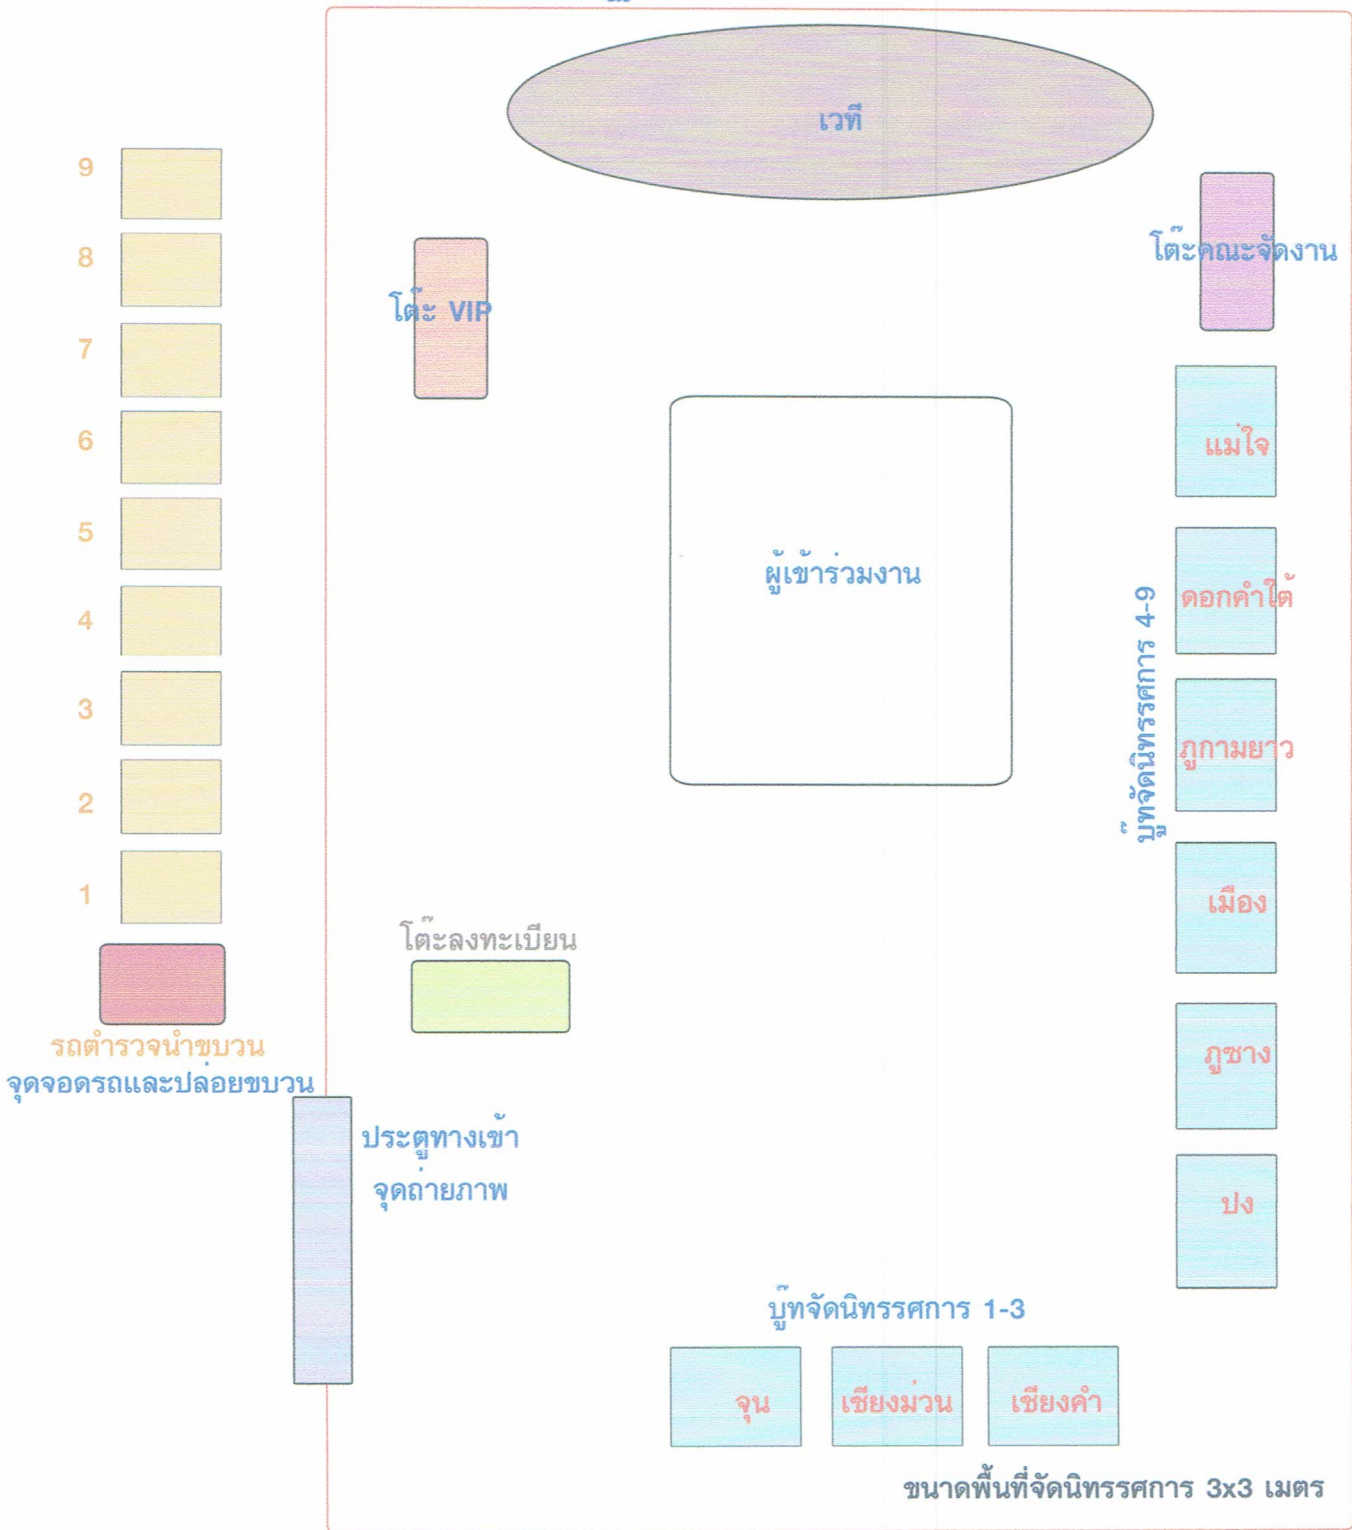 เวที
9
8
7
6
5
4
3
2
1
รถตำรวจนำขบวน
จุดจอดรถและปล่อยขบวน
โต๊ะ VIP
โต๊ะคณะจัดงาน
ผู้เข้าร่วมงาน
บู๊ทจัดนิทรรศการ 4-9
แม่ใจ
ดอกคำใต้
ภูกามยาว
เมือง
ภูซาง
ปง
โต๊ะลงทะเบียน
ประตูทางเข้า
จุดถ่ายภาพ
บู๊ทจัดนิทรรศการ 1-3
จุน
เชียงม่วน
เชียงคำ
ขนาดพื้นที่จัดนิทรรศการ 3x3 เมตร